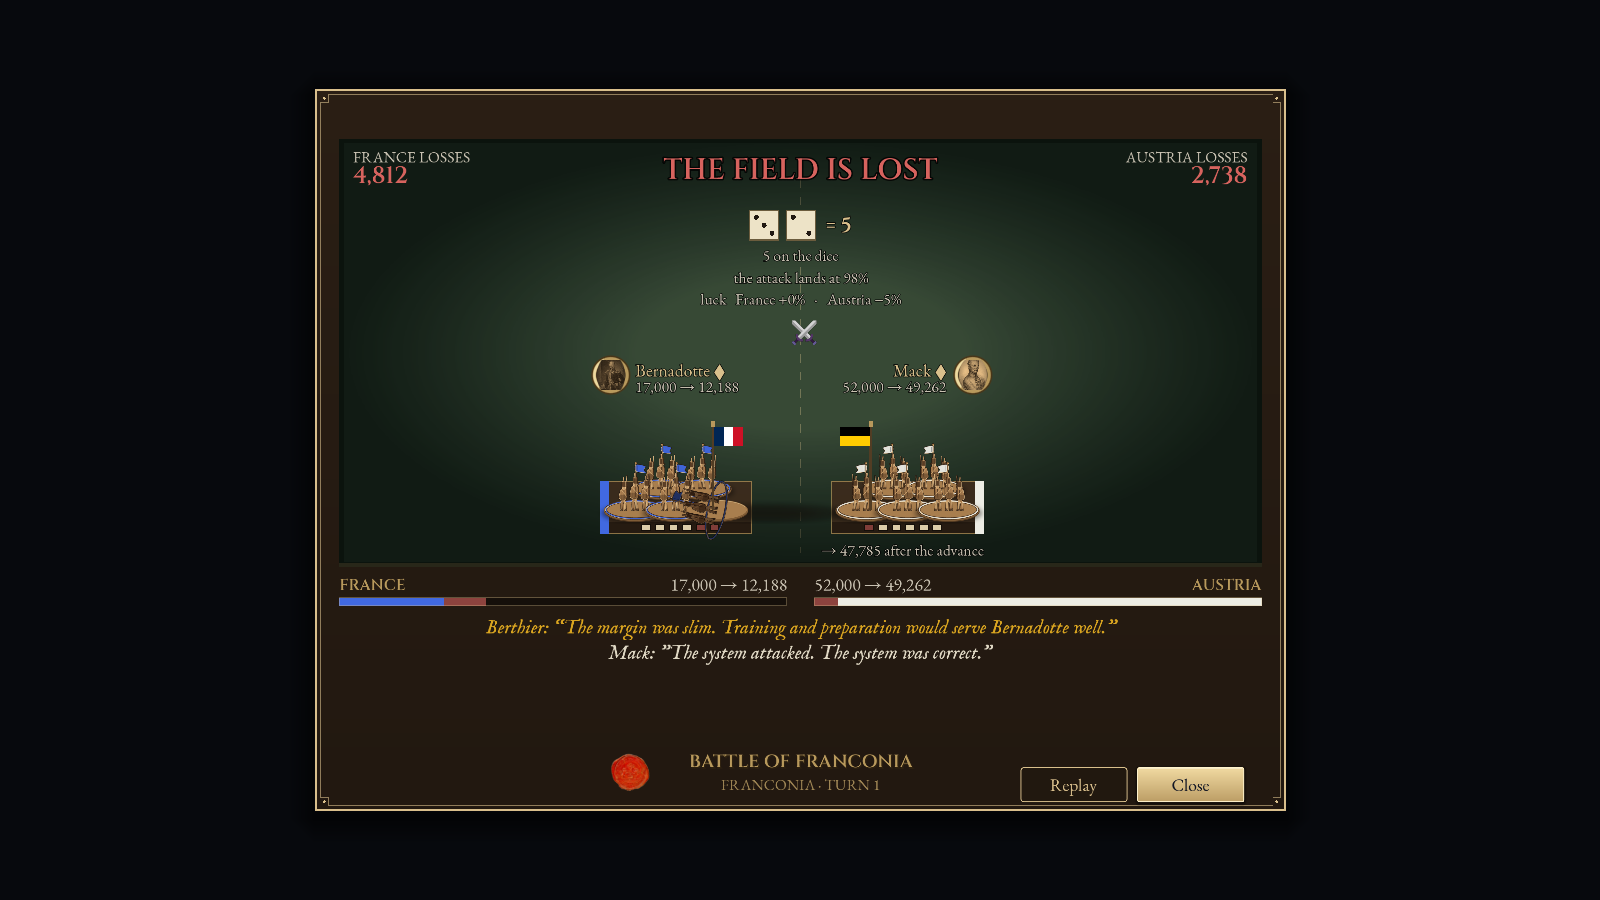 FRANCE LOSSES
4,812
THE FIELD IS LOST
AUSTRIA LOSSES
2,738
= 5
5 on the dice
the attack lands at 98%
luck France +0% · Austria −5%
Bernadotte
17,000 → 12,188
Mack
52,000 → 49,262
→ 47,785 after the advance
FRANCE 17,000 → 12,188
52,000 → 49,262 AUSTRIA
Berthier: “The margin was slim. Training and preparation would serve Bernadotte well.”
Mack: ”The system attacked. The system was correct.”
BATTLE OF FRANCONIA
FRANCONIA · TURN 1
Replay
Close